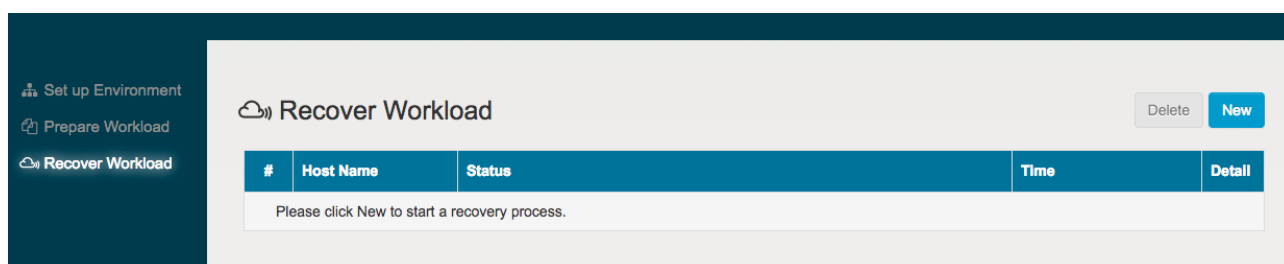 Set up Environment
Prepare Workload
Recover Workload
Recover Workload
Delete New
# Host Name Status Time Detail
Please click New to start a recovery process.